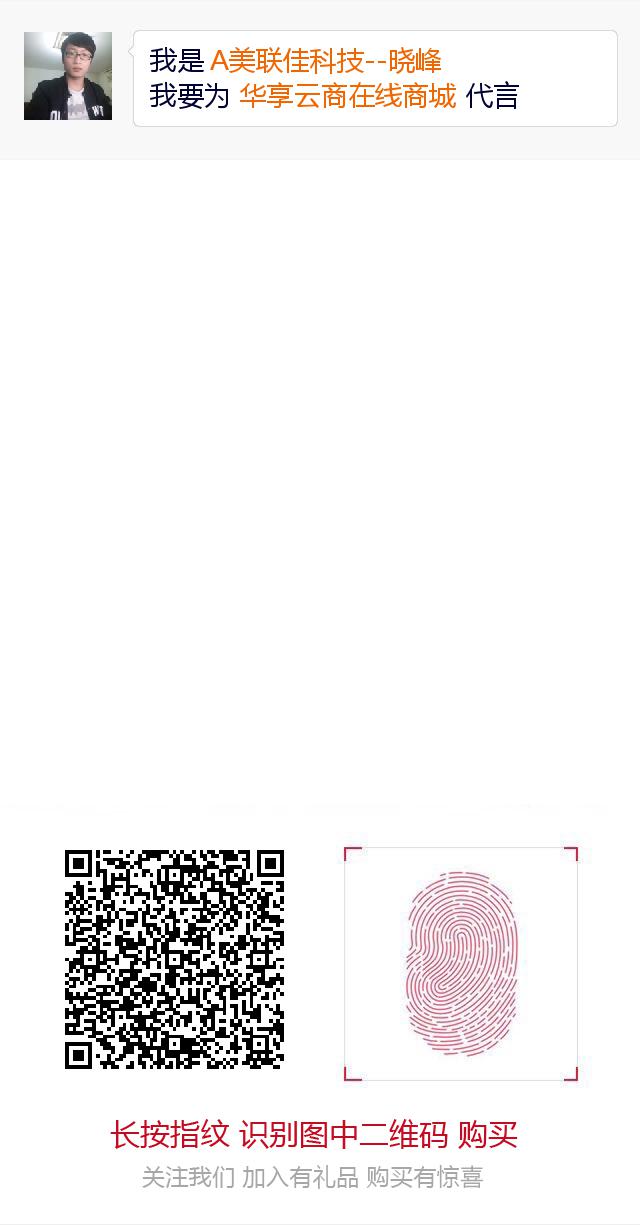 我是 A美联佳科技--晓峰
我要为 华享云商在线商城 代言
长按指纹 识别图中二维码 购买
关注我们 加入有礼品 购买有惊喜